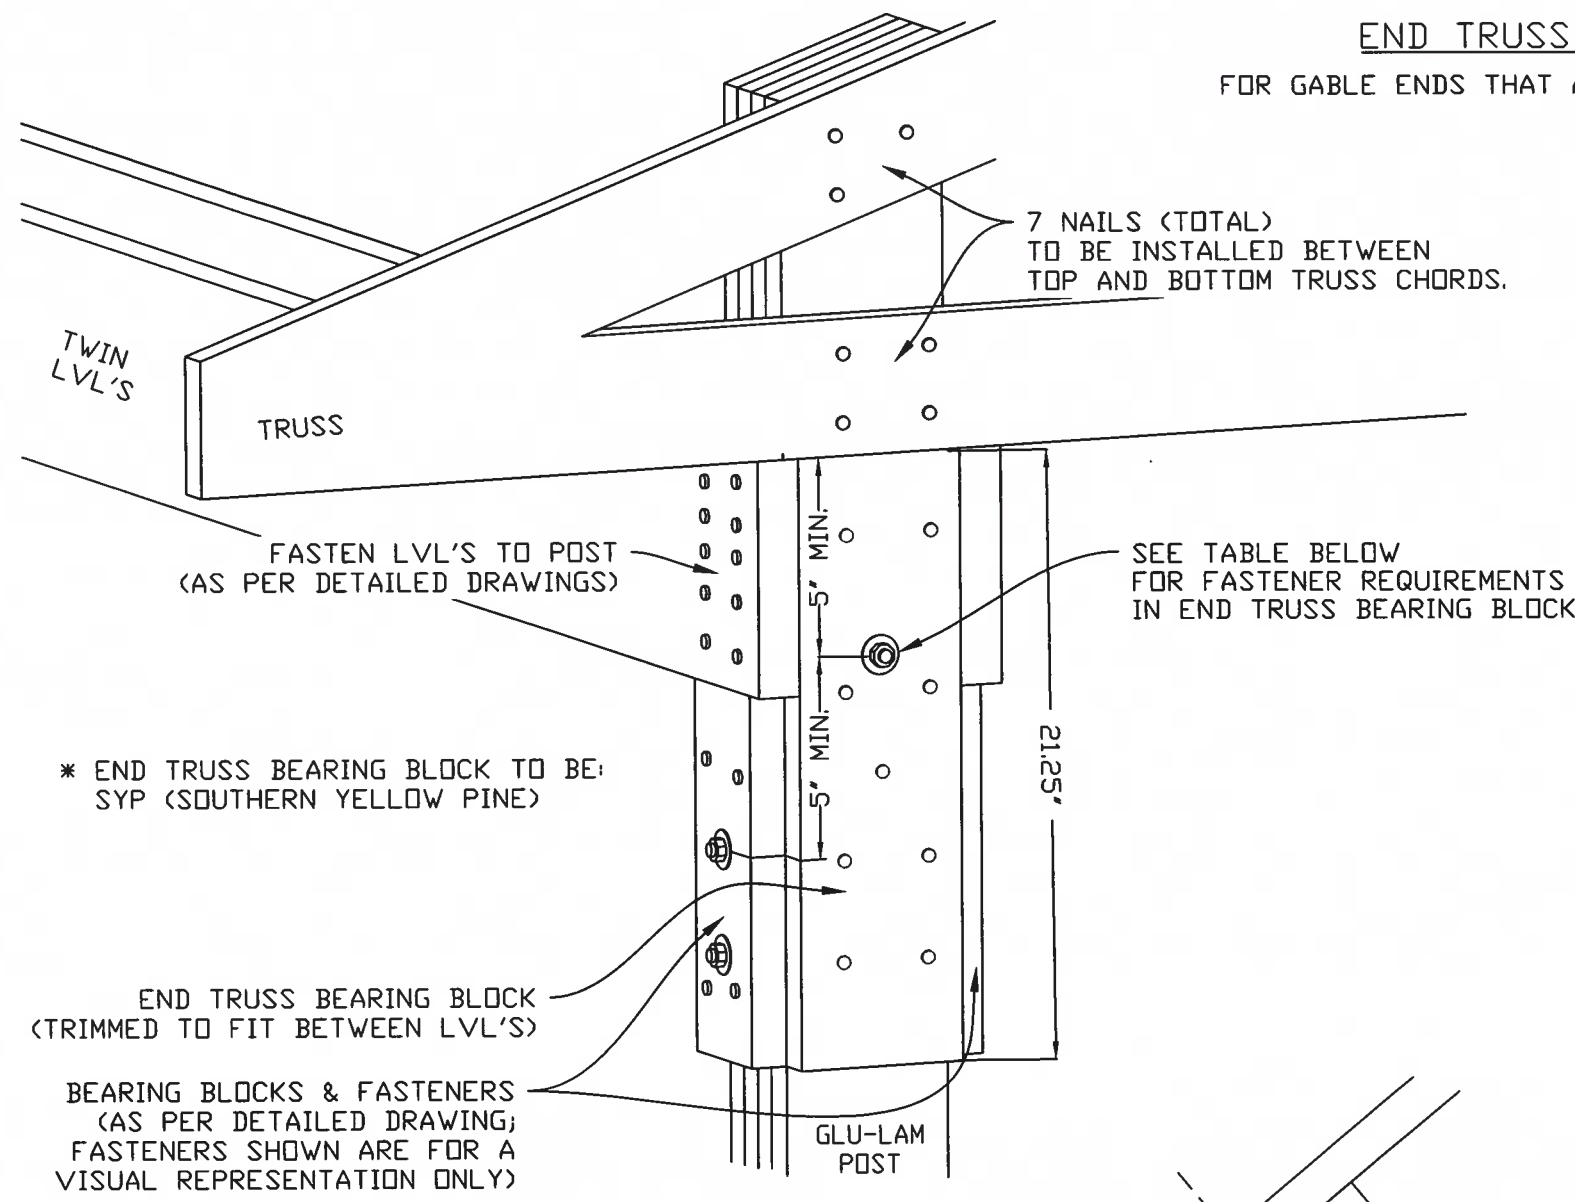 END TRUSS
FOR GABLE ENDS THAT
7 NAILS (TOTAL)
TO BE INSTALLED BETWEEN
TOP AND BOTTOM TRUSS CHORDS.
TWIN
LVL'S
TRUSS
FASTEN LVL'S TO POST
(AS PER DETAILED DRAWINGS)
5" MIN.
SEE TABLE BELOW
FOR FASTENER REQUIREMENTS
IN END TRUSS BEARING BLOCK
5" MIN.
21.25"
* END TRUSS BEARING BLOCK TO BE:
SYP (SOUTHERN YELLOW PINE)
END TRUSS BEARING BLOCK
(TRIMMED TO FIT BETWEEN LVL'S)
BEARING BLOCKS & FASTENERS
(AS PER DETAILED DRAWING;
FASTENERS SHOWN ARE FOR A
VISUAL REPRESENTATION ONLY)
GLU-LAM
POST